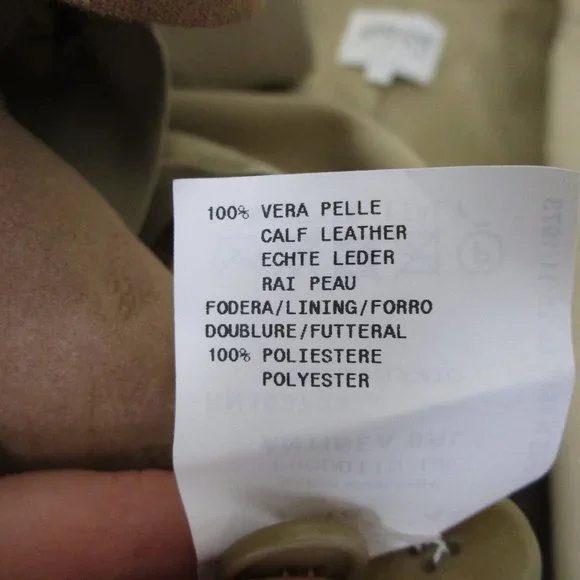 100% VERA PELLE
CALF LEATHER
ECHTE LEDER
RAI PEAU
FODERA/LINING/FORRO
DOUBLURE/FUTTERAL
100% POLIESTERE
POLYESTER